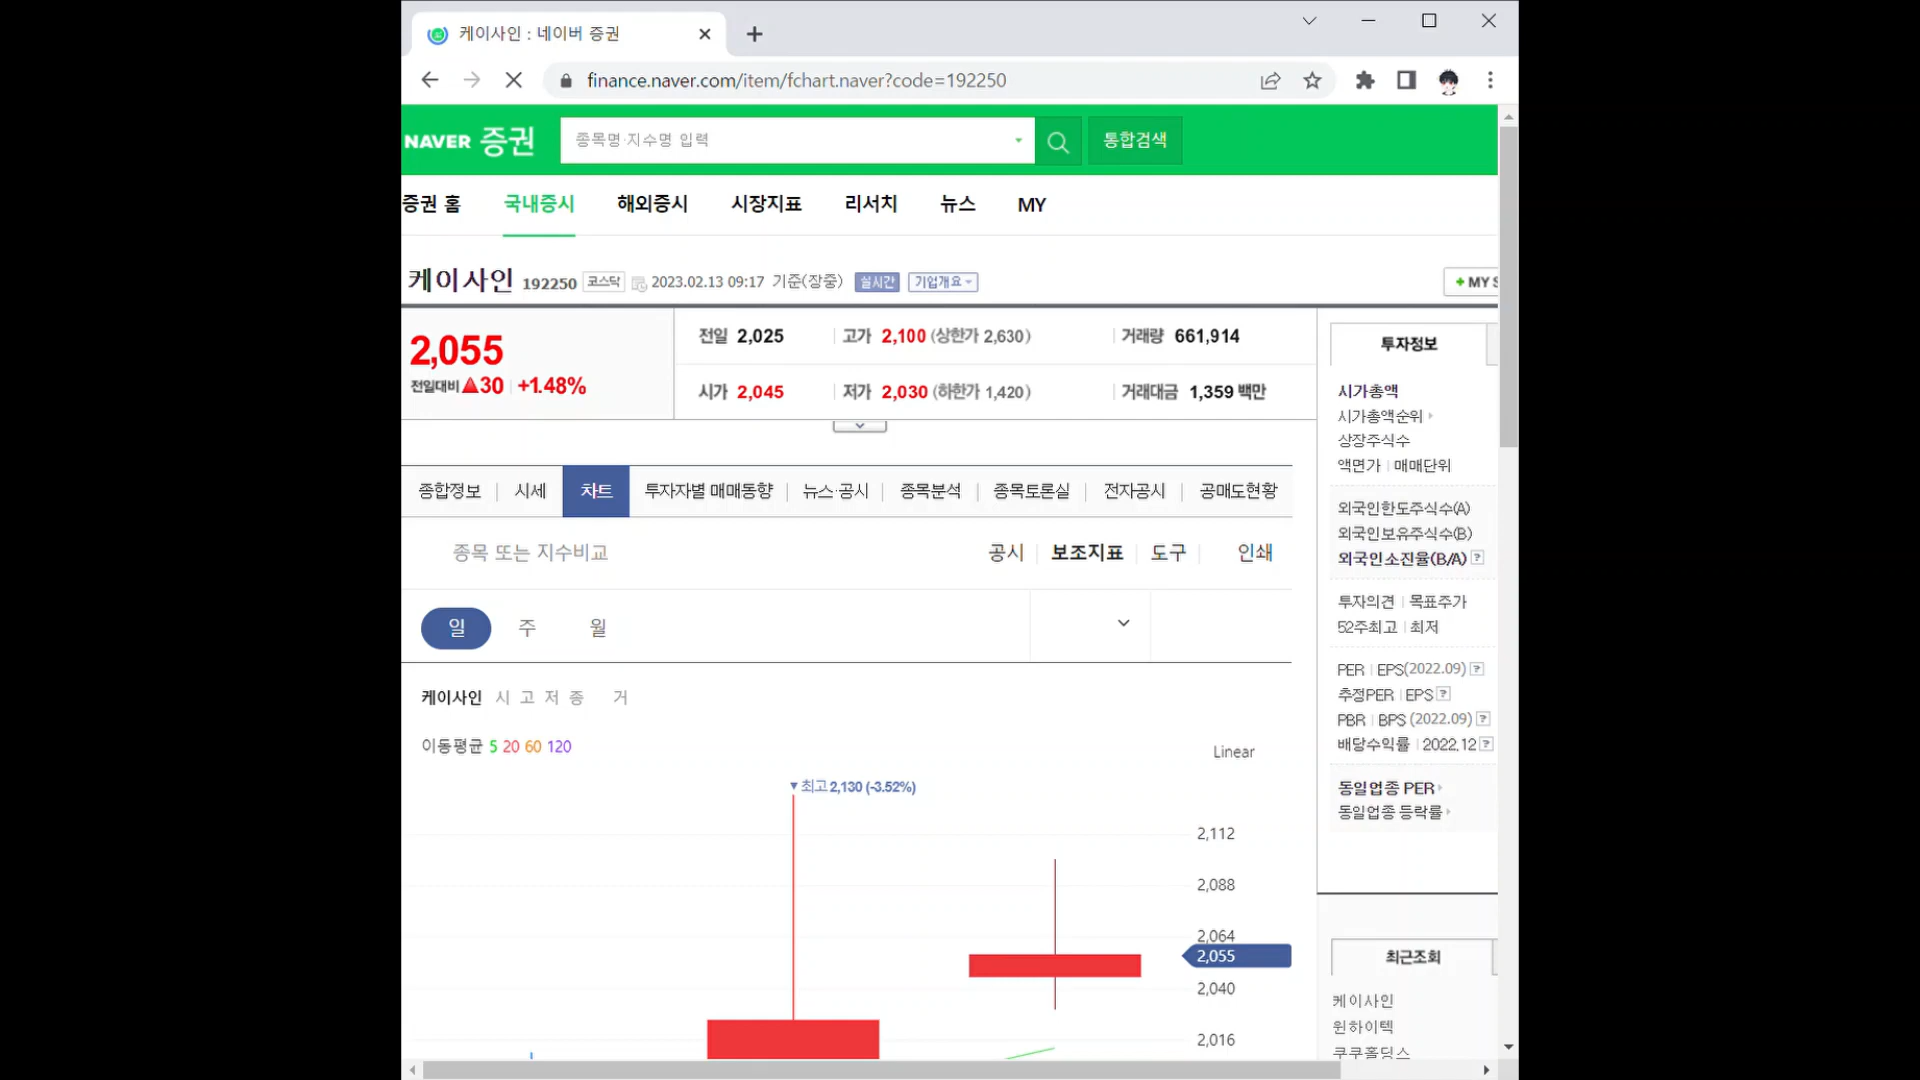 케이사인 : 네이버 증권
finance.naver.com/item/fchart.naver?code=192250
NAVER 증권 종목명·지수명 입력 통합검색
증권 홈 국내증시 해외증시 시장지표 리서치 뉴스 MY
케이사인 192250 코스닥 2023.02.13 09:17 기준(장중) 실시간 기업개요 + MY S
2,055
전일대비 ▲30 +1.48%
전일 2,025 고가 2,100 (상한가 2,630) 거래량 661,914
시가 2,045 저가 2,030 (하한가 1,420) 거래대금 1,359 백만
종합정보 시세 차트 투자자별 매매동향 뉴스·공시 종목분석 종목토론실 전자공시 공매도현황
종목 또는 지수비교 공시 보조지표 도구 인쇄
일 주 월
케이사인 시 고 저 종 거
이동평균 5 20 60 120
Linear
▼최고 2,130 (-3.52%)
2,112
2,088
2,064
2,055
2,040
2,016
투자정보
시가총액
시가총액순위
상장주식수
액면가 | 매매단위
외국인한도주식수(A)
외국인보유주식수(B)
외국인소진율(B/A) ?
투자의견 | 목표주가
52주최고 | 최저
PER | EPS(2022.09) ?
추정PER | EPS ?
PBR | BPS (2022.09) ?
배당수익률 | 2022.12 ?
동일업종 PER
동일업종 등락률
최근조회
케이사인
윈하이텍
쿠쿠홀딩스